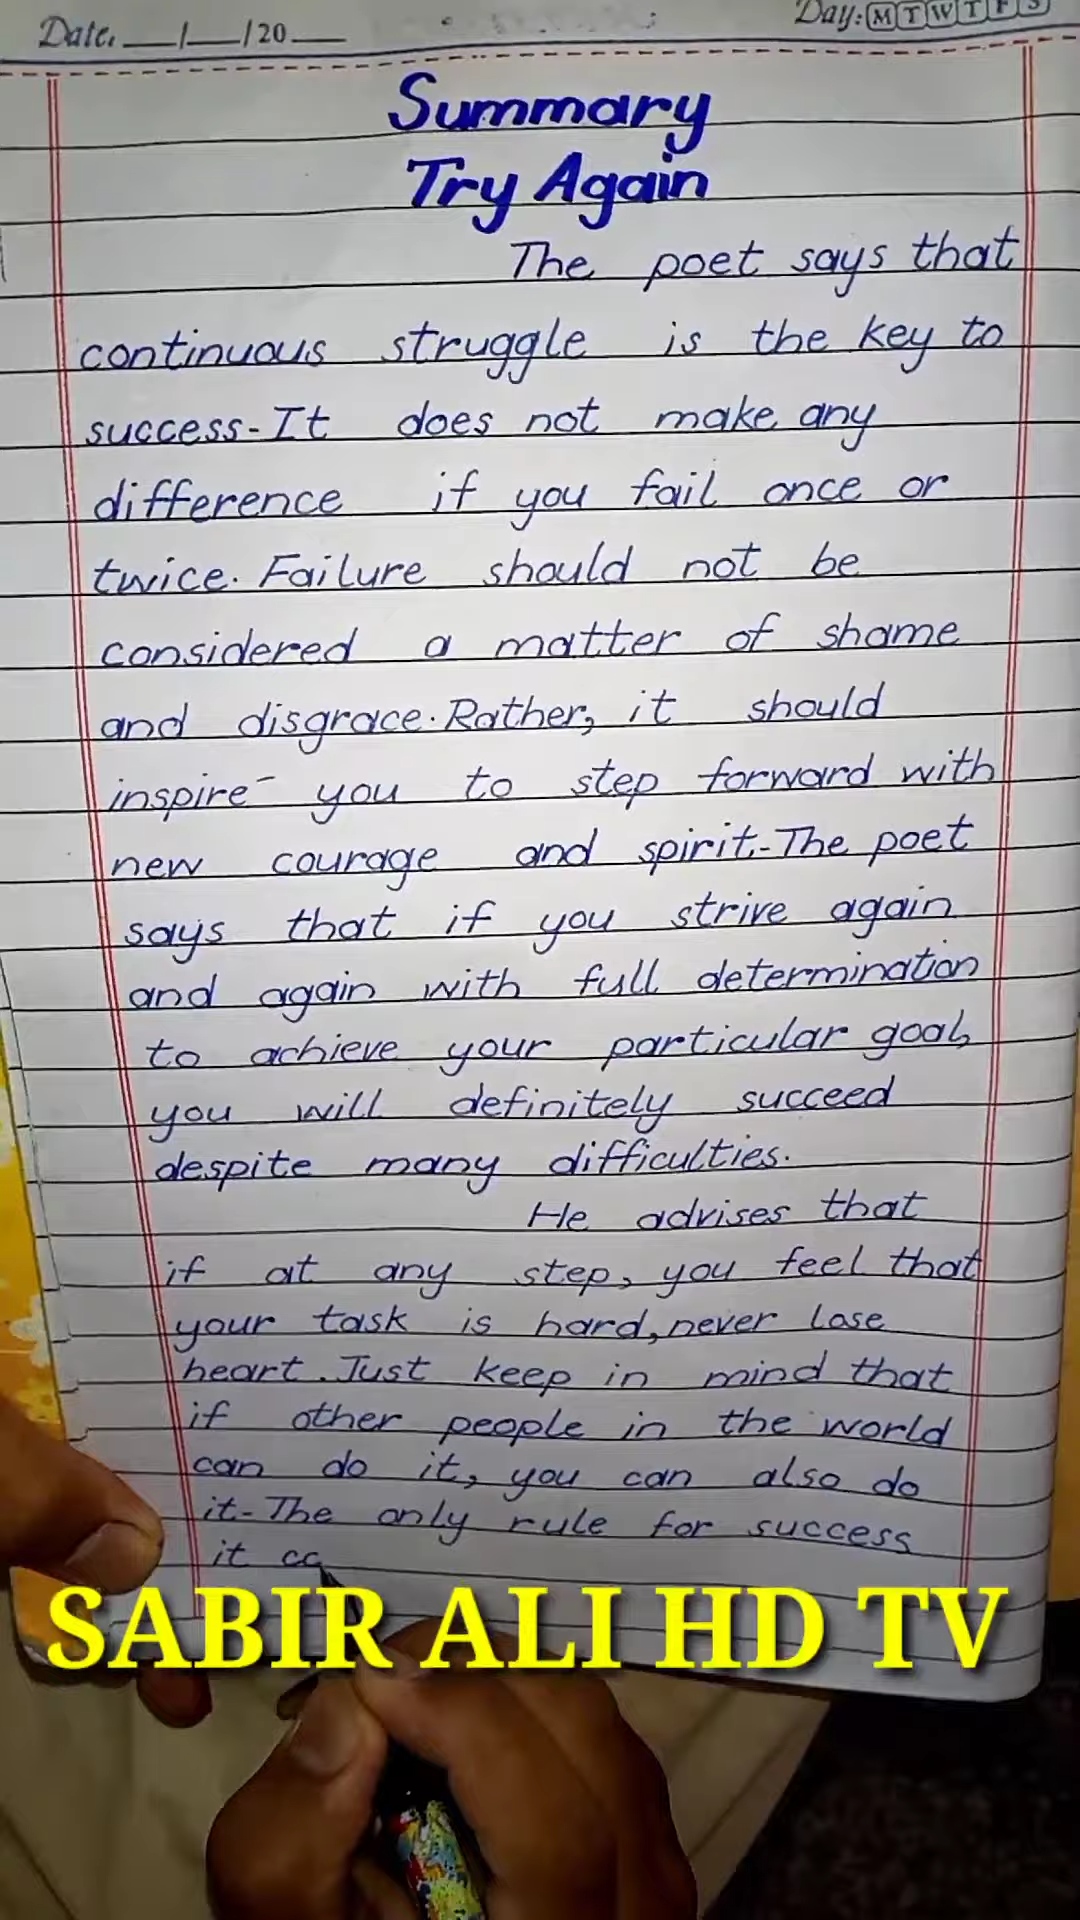 Date. __/__/20__
Day: M T W T F S
Summary
Try Again
The poet says that
continuous struggle is the key to
success- It does not make any
difference if you fail once or
twice. Failure should not be
considered a matter of shame
and disgrace. Rather, it should
inspire you to step forward with
new courage and spirit.- The poet
says that if you strive again
and again with full determination
to achieve your particular goal,
you will definitely succeed
despite many difficulties.
He advises that
if at any step, you feel that
your task is hard, never lose
heart. Just keep in mind that
if other people in the world
can do it, you can also do
it- The only rule for success
it
SABIR ALI HD TV